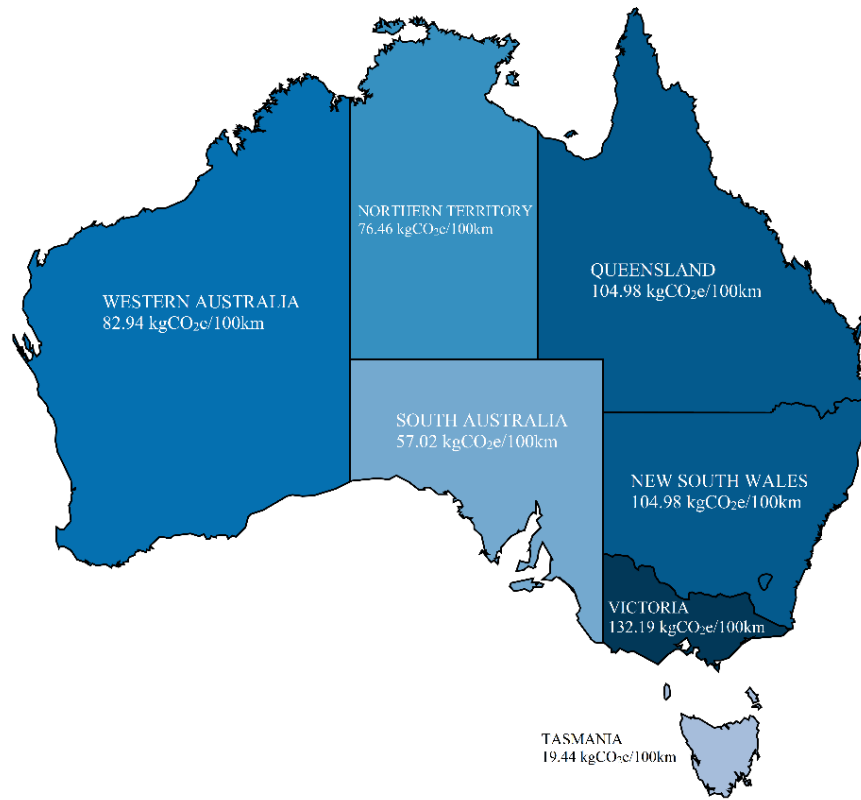 NORTHERN TERRITORY
76.46 kgCO₂e/100km
QUEENSLAND
104.98 kgCO₂e/100km
WESTERN AUSTRALIA
82.94 kgCO₂e/100km
SOUTH AUSTRALIA
57.02 kgCO₂e/100km
NEW SOUTH WALES
104.98 kgCO₂e/100km
VICTORIA
132.19 kgCO₂e/100km
TASMANIA
19.44 kgCO₂e/100km